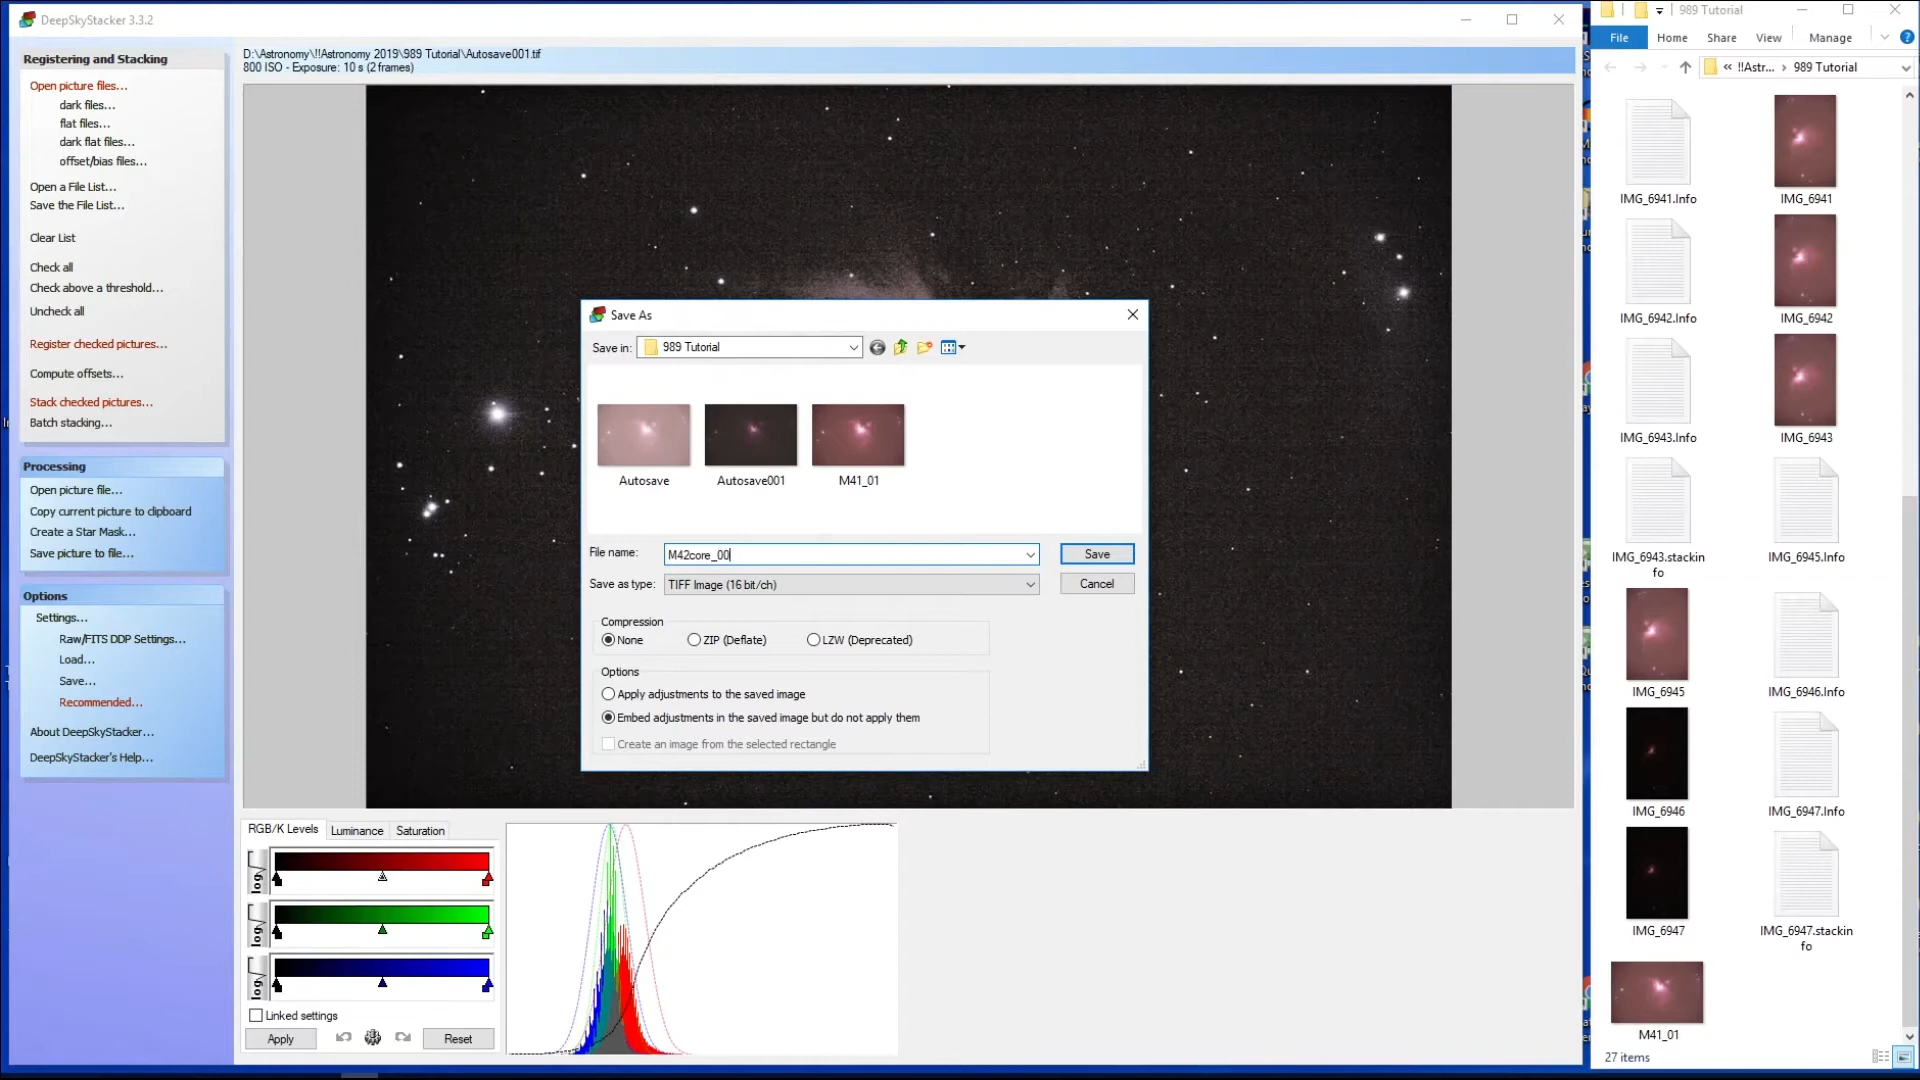 DeepSkyStacker 3.3.2
Registering and Stacking
Open picture files...
dark files...
flat files...
dark flat files...
offset/bias files...
Open a File List...
Save the File List...
Clear List
Check all
Check above a threshold...
Uncheck all
Register checked pictures...
Compute offsets...
Stack checked pictures...
Batch stacking...
Processing
Open picture file...
Copy current picture to clipboard
Create a Star Mask...
Save picture to file...
Options
Settings...
Raw/FITS DDP Settings...
Load...
Save...
Recommended...
About DeepSkyStacker...
DeepSkyStacker's Help...
D:\Astronomy\!!Astronomy 2019\989 Tutorial\Autosave001.tif
800 ISO - Exposure: 10 s (2 frames)
Save As
Save in:
989 Tutorial
Autosave
Autosave001
M41_01
File name:
M42core_00
Save
Save as type:
TIFF Image (16 bit/ch)
Cancel
Compression
None
ZIP (Deflate)
LZW (Deprecated)
Options
Apply adjustments to the saved image
Embed adjustments in the saved image but do not apply them
Create an image from the selected rectangle
RGB/K Levels
Luminance
Saturation
log
log
log
Linked settings
Apply
Reset
989 Tutorial
File
Home
Share
View
Manage
« !!Astr... › 989 Tutorial
IMG_6941.Info
IMG_6941
IMG_6942.Info
IMG_6942
IMG_6943.Info
IMG_6943
IMG_6943.stackin
fo
IMG_6945.Info
IMG_6945
IMG_6946.Info
IMG_6946
IMG_6947.Info
IMG_6947
IMG_6947.stackin
fo
M41_01
27 items